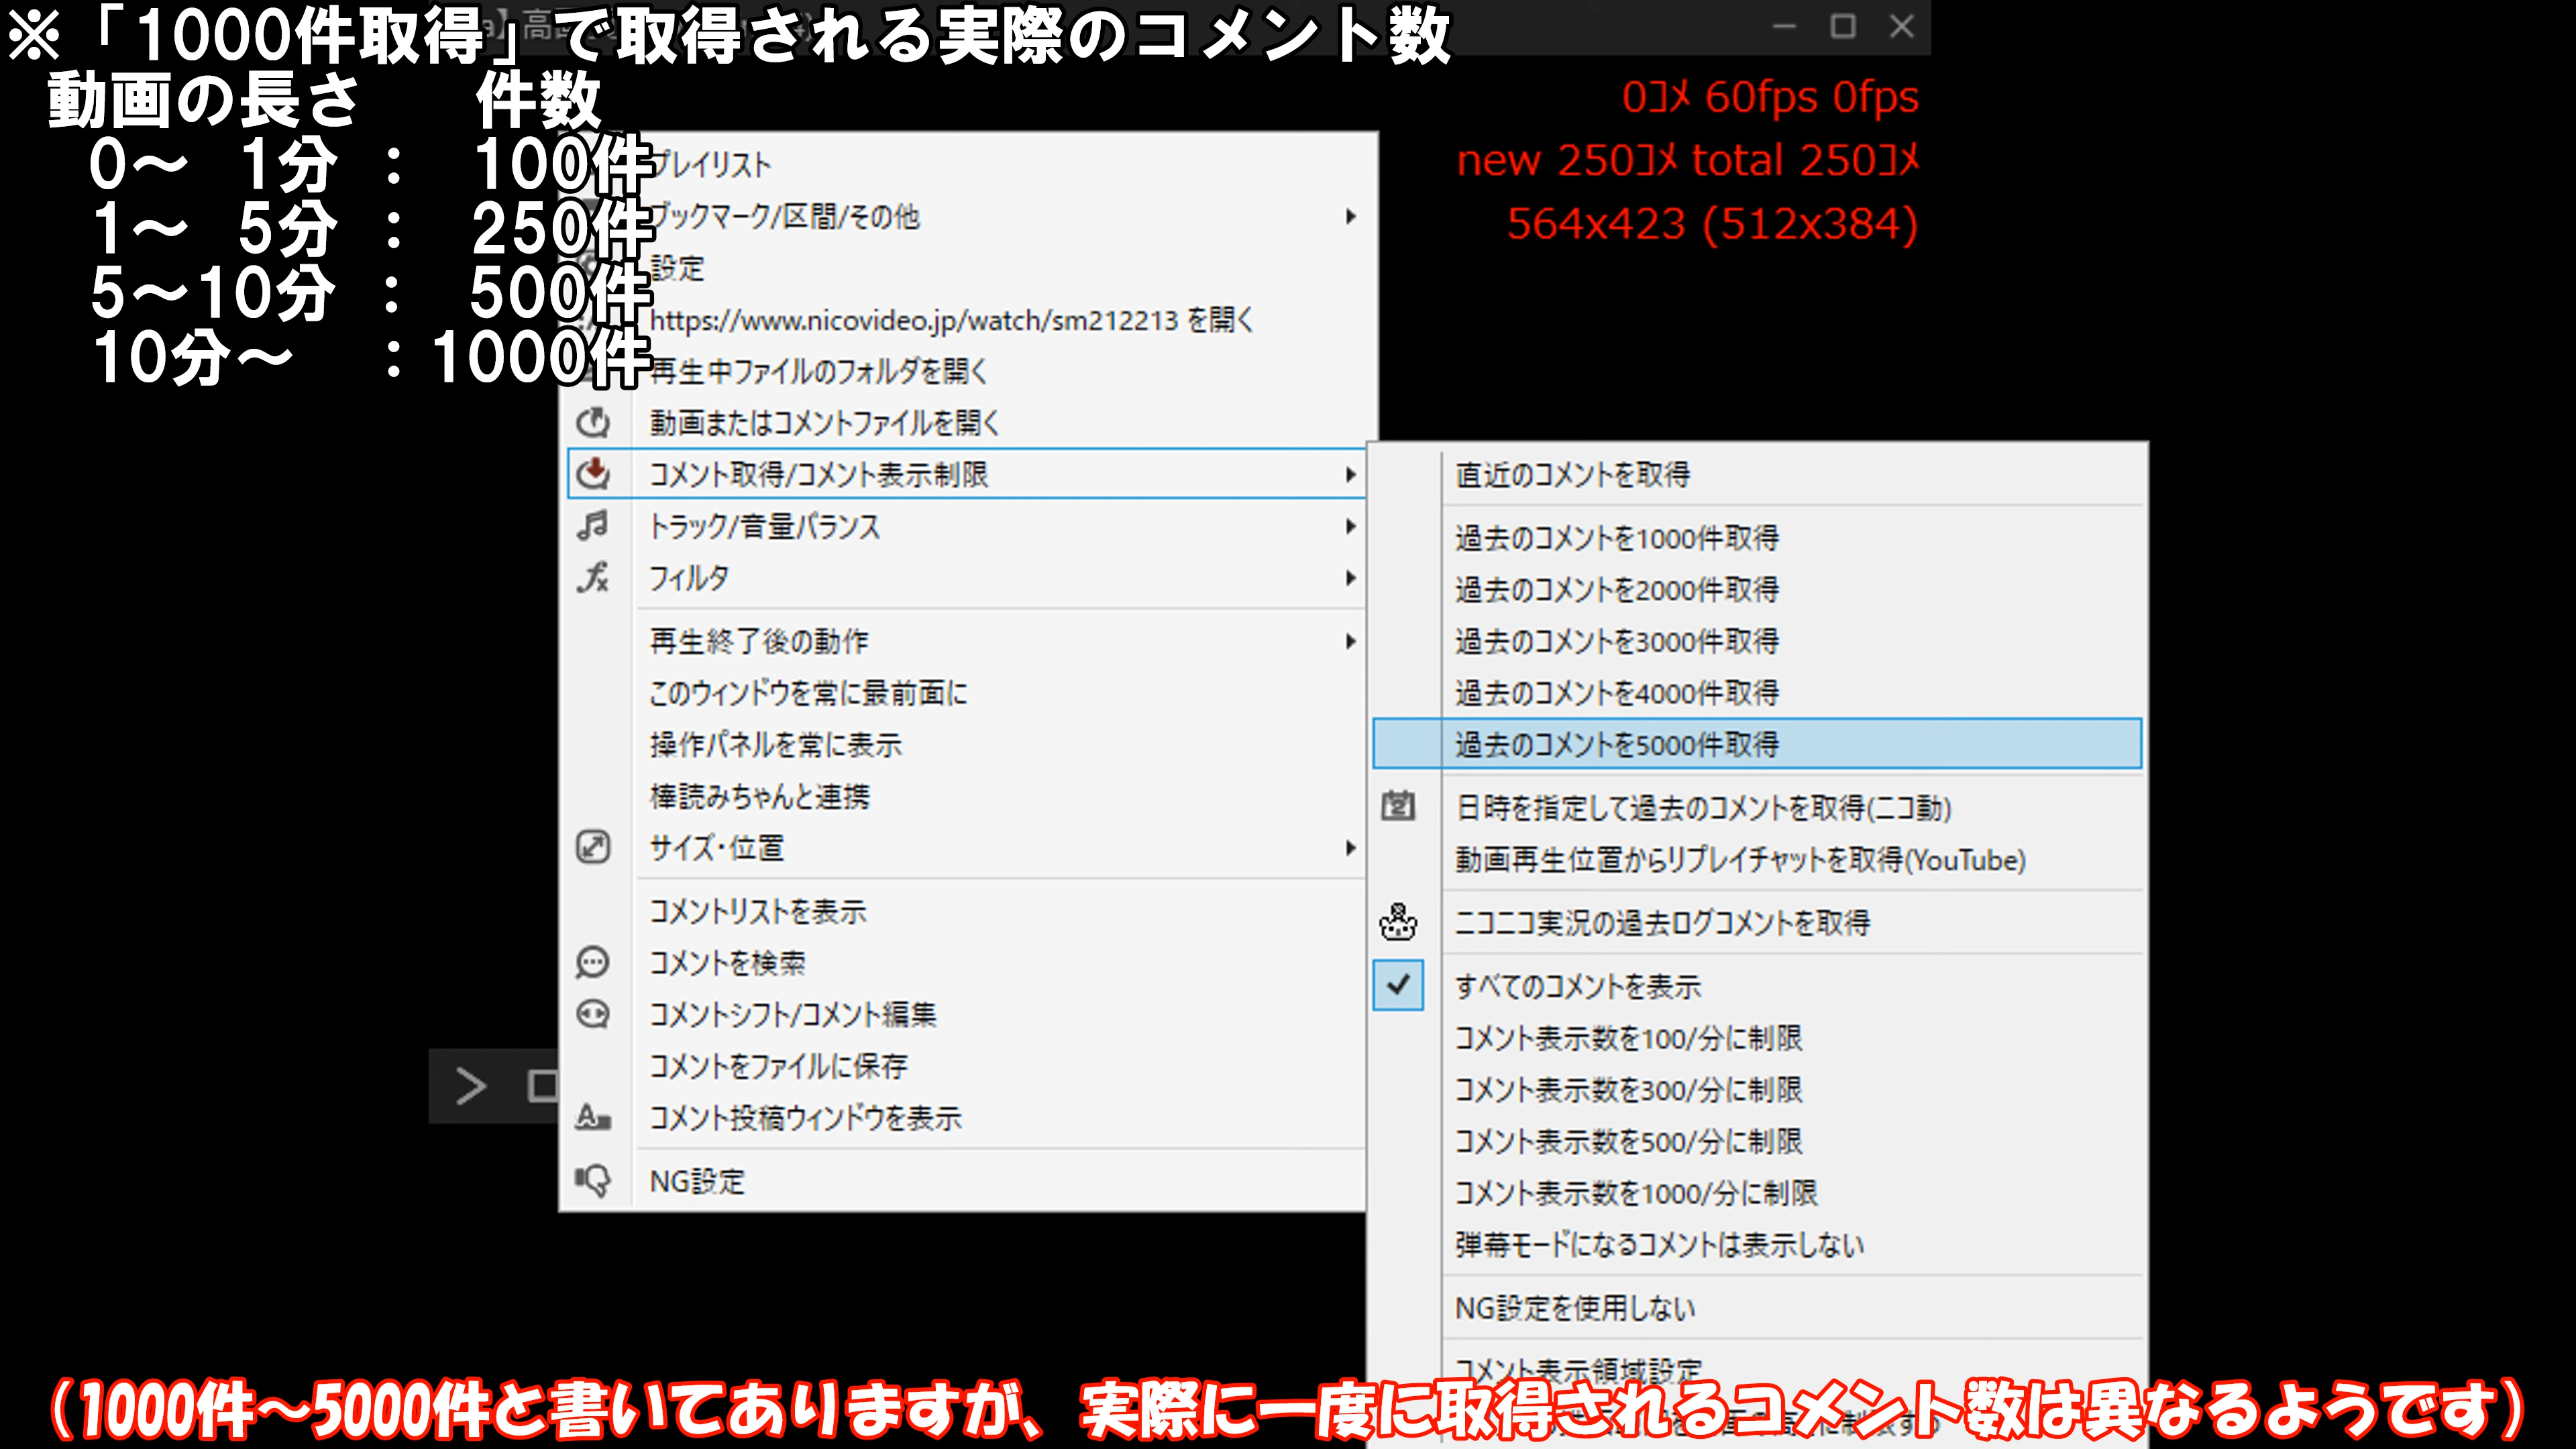 ※「1000件取得」で取得される実際のコメント数
動画の長さ　件数
0～ 1分 : 100件
1～ 5分 : 250件
5～10分 : 500件
10分～ : 1000件
0コメ 60fps 0fps
new 250コメ total 250コメ
564x423 (512x384)
プレイリスト
ブックマーク/区間/その他
設定
https://www.nicovideo.jp/watch/sm212213 を開く
再生中ファイルのフォルダを開く
動画またはコメントファイルを開く
コメント取得/コメント表示制限
トラック/音量バランス
フィルタ
再生終了後の動作
このウィンドウを常に最前面に
操作パネルを常に表示
棒読みちゃんと連携
サイズ・位置
コメントリストを表示
コメントを検索
コメントシフト/コメント編集
コメントをファイルに保存
コメント投稿ウィンドウを表示
NG設定
直近のコメントを取得
過去のコメントを1000件取得
過去のコメントを2000件取得
過去のコメントを3000件取得
過去のコメントを4000件取得
過去のコメントを5000件取得
日時を指定して過去のコメントを取得(ニコ動)
動画再生位置からリプレイチャットを取得(YouTube)
ニコニコ実況の過去ログコメントを取得
すべてのコメントを表示
コメント表示数を100/分に制限
コメント表示数を300/分に制限
コメント表示数を500/分に制限
コメント表示数を1000/分に制限
弾幕モードになるコメントは表示しない
NG設定を使用しない
コメント表示領域設定
（1000件～5000件と書いてありますが、実際に一度に取得されるコメント数は異なるようです）